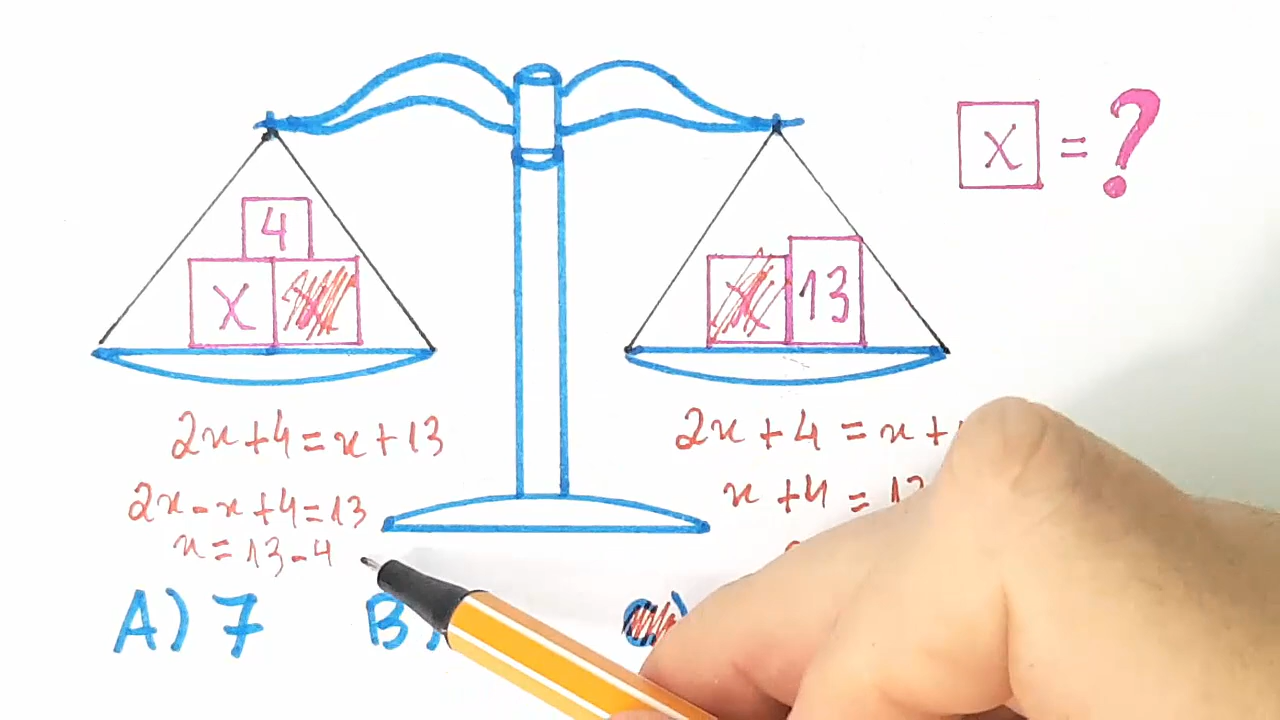 x = ?
4
x x
x 13
2x+4=x+13
2x-x+4=13
x=13-4
2x+4=x+
x+4=1
A) 7
B)
C)